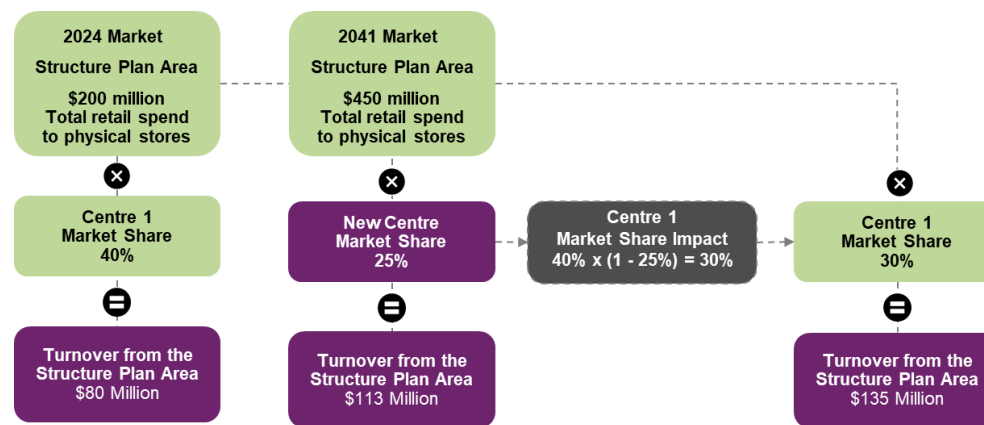 2024 Market
Structure Plan Area
$200 million
Total retail spend
to physical stores
Centre 1
Market Share
40%
Turnover from the
Structure Plan Area
$80 Million
2041 Market
Structure Plan Area
$450 million
Total retail spend
to physical stores
New Centre
Market Share
25%
Turnover from the
Structure Plan Area
$113 Million
Centre 1
Market Share Impact
40% x (1 - 25%) = 30%
Centre 1
Market Share
30%
Turnover from the
Structure Plan Area
$135 Million